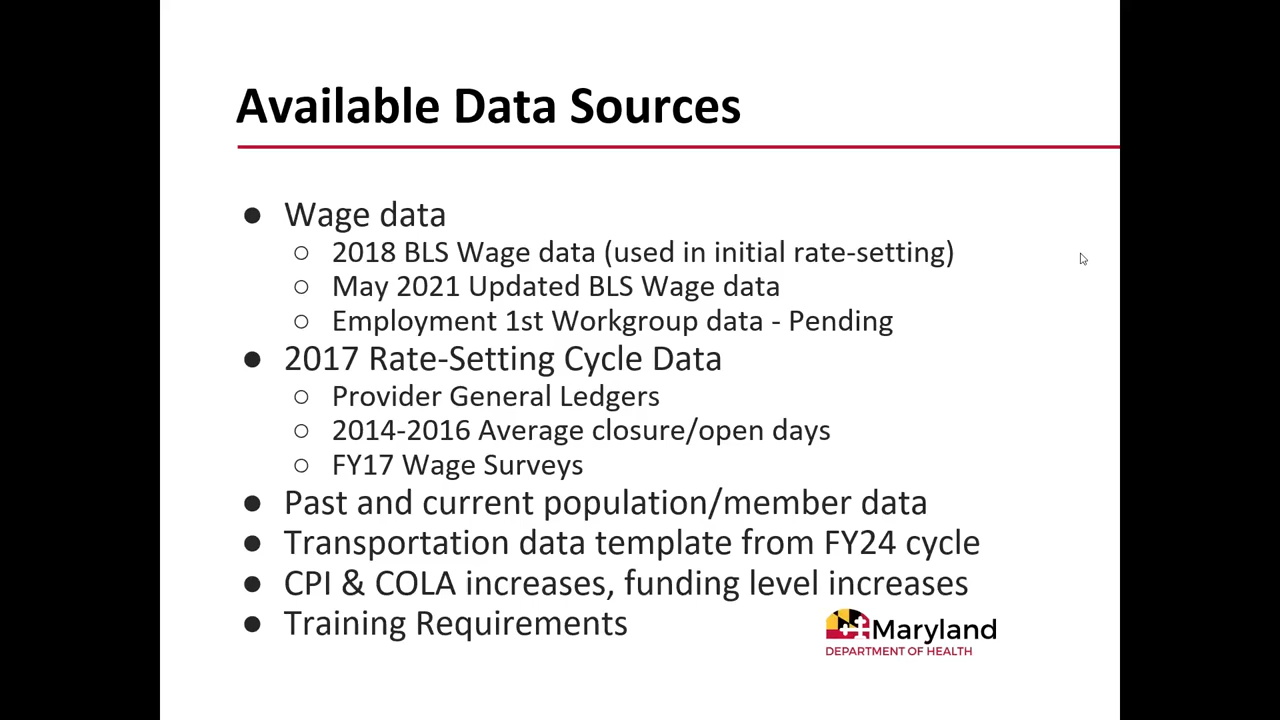 Available Data Sources
● Wage data
○ 2018 BLS Wage data (used in initial rate-setting)
○ May 2021 Updated BLS Wage data
○ Employment 1st Workgroup data - Pending
● 2017 Rate-Setting Cycle Data
○ Provider General Ledgers
○ 2014-2016 Average closure/open days
○ FY17 Wage Surveys
● Past and current population/member data
● Transportation data template from FY24 cycle
● CPI & COLA increases, funding level increases
● Training Requirements
Maryland
DEPARTMENT OF HEALTH